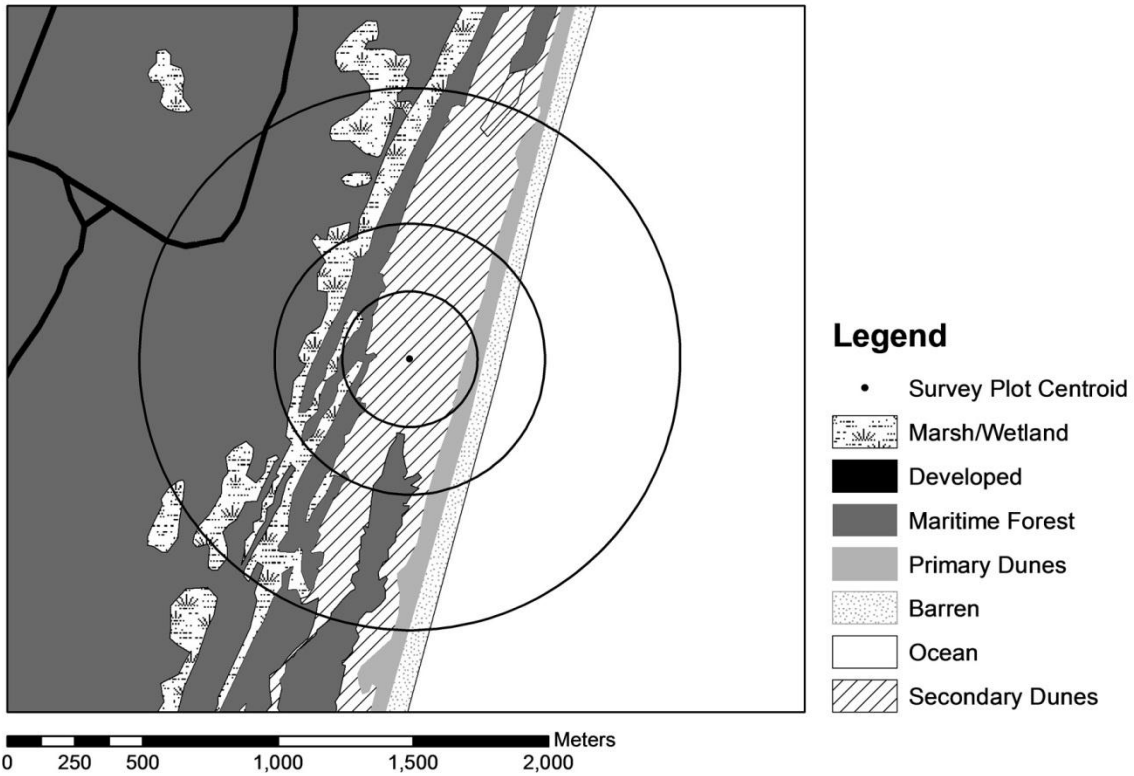 Legend
Survey Plot Centroid
Marsh/Wetland
Developed
Maritime Forest
Primary Dunes
Barren
Ocean
Secondary Dunes
Meters
0 250 500 1,000 1,500 2,000